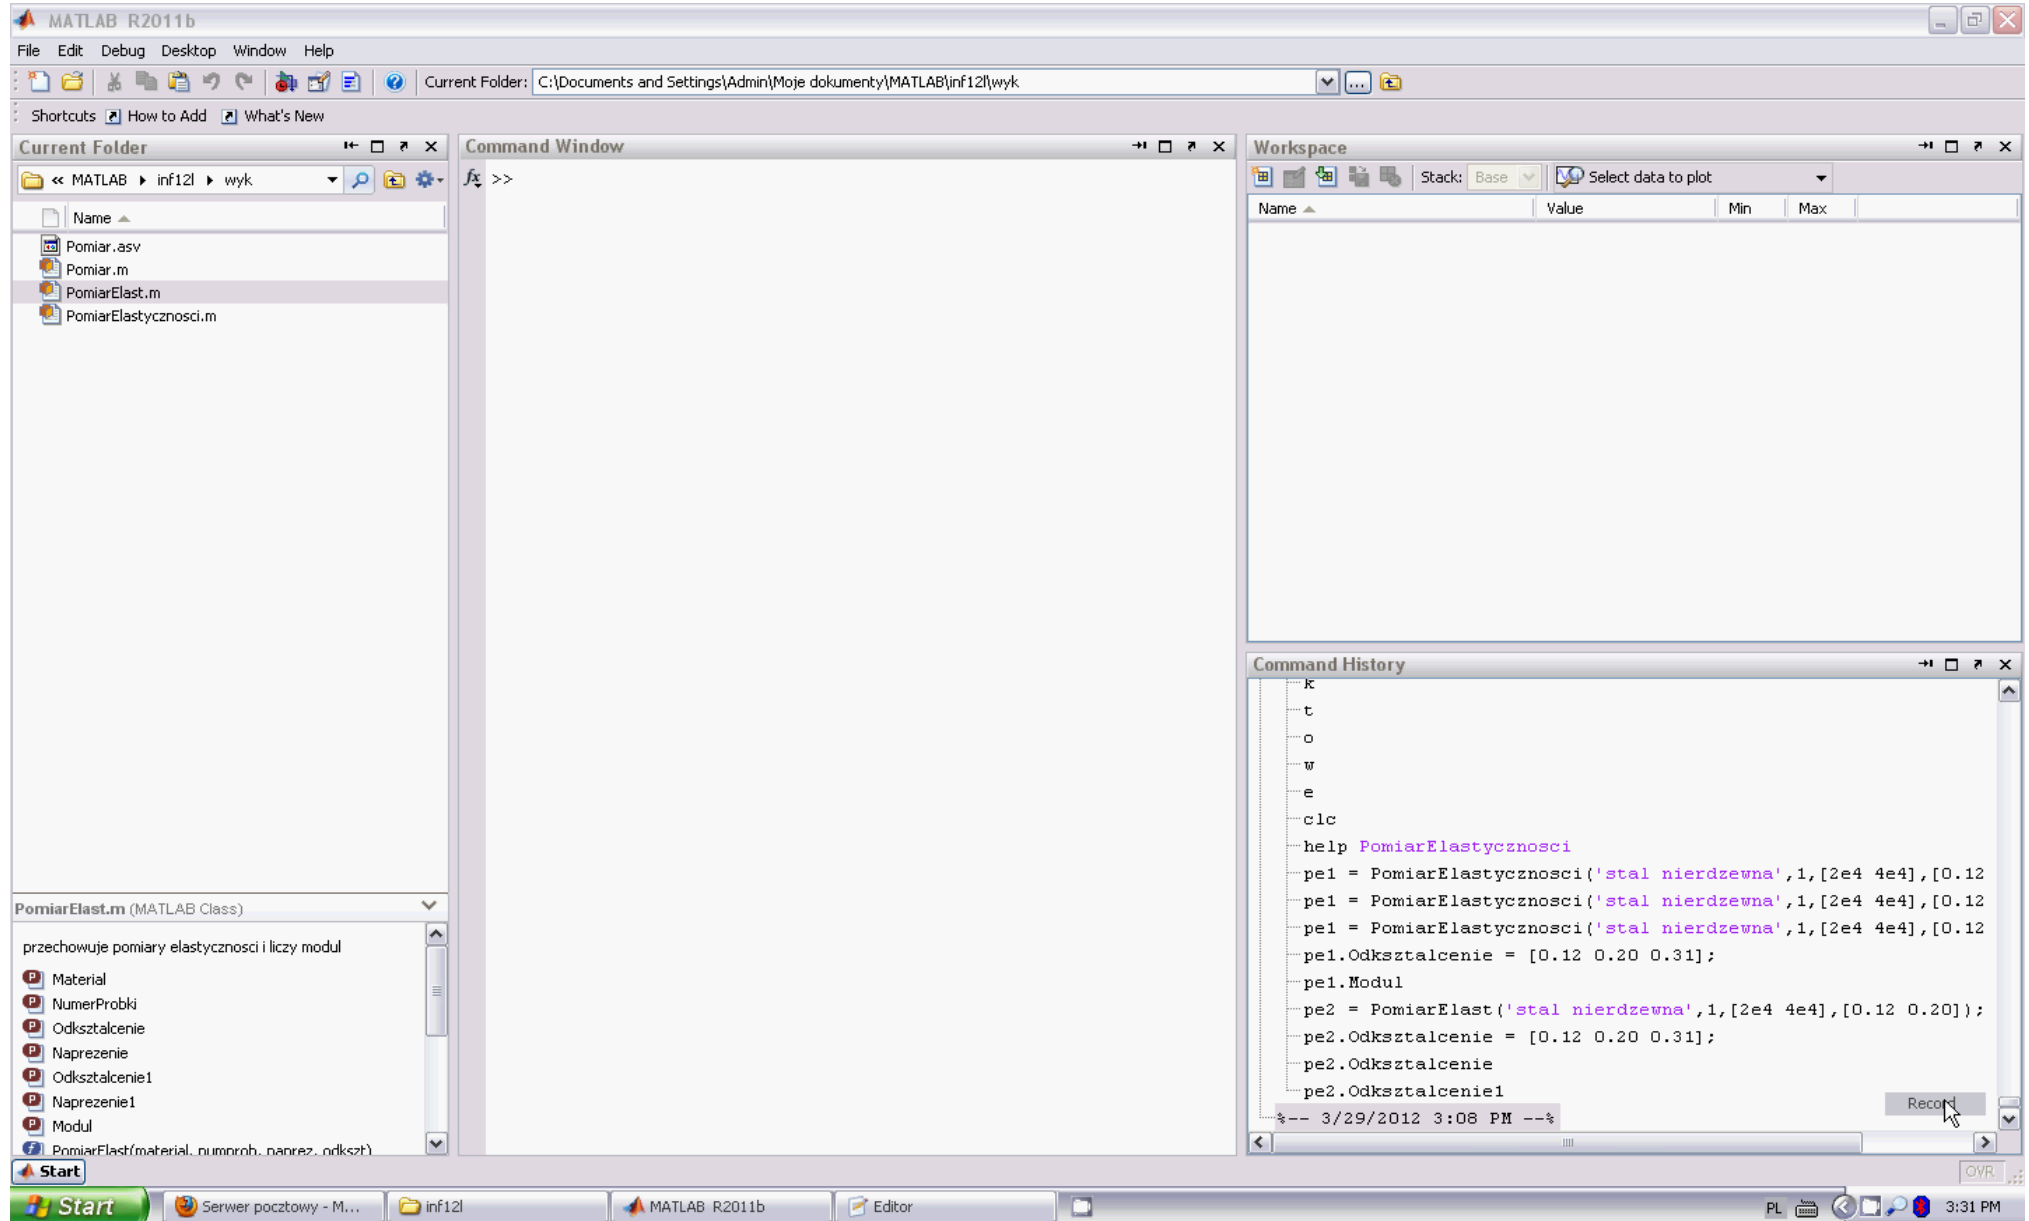 MATLAB R2011b
File Edit Debug Desktop Window Help
Current Folder: C:\Documents and Settings\Admin\Moje dokumenty\MATLAB\inf12l\wyk
Shortcuts How to Add What's New
Current Folder
« MATLAB inf12l wyk
Name
Pomiar.asv
Pomiar.m
PomiarElast.m
PomiarElastycznosci.m
PomiarElast.m (MATLAB Class)
przechowuje pomiary elastycznosci i liczy modul
Material
NumerProbki
Odksztalcenie
Naprezenie
Odksztalcenie1
Naprezenie1
Modul
PomiarElast(material, numprob, naprez, odkszt)
Command Window
fx >>
Workspace
Stack: Base Select data to plot
Name Value Min Max
Command History
k
t
o
w
e
clc
help PomiarElastycznosci
pe1 = PomiarElastycznosci('stal nierdzewna',1,[2e4 4e4],[0.12
pe1 = PomiarElastycznosci('stal nierdzewna',1,[2e4 4e4],[0.12
pe1 = PomiarElastycznosci('stal nierdzewna',1,[2e4 4e4],[0.12
pe1.Odksztalcenie = [0.12 0.20 0.31];
pe1.Modul
pe2 = PomiarElast('stal nierdzewna',1,[2e4 4e4],[0.12 0.20]);
pe2.Odksztalcenie = [0.12 0.20 0.31];
pe2.Odksztalcenie
pe2.Odksztalcenie1
%-- 3/29/2012 3:08 PM --%
Record
Start
OVR
Start Serwer pocztowy - M... inf12l MATLAB R2011b Editor PL 3:31 PM